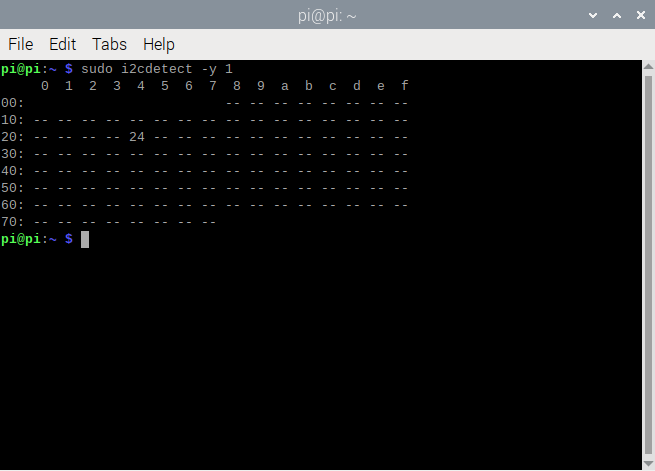 pi@pi: ~
File Edit Tabs Help
pi@pi:~ $ sudo i2cdetect -y 1
     0  1  2  3  4  5  6  7  8  9  a  b  c  d  e  f
00:                         -- -- -- -- -- -- -- --
10: -- -- -- -- -- -- -- -- -- -- -- -- -- -- -- --
20: -- -- -- -- 24 -- -- -- -- -- -- -- -- -- -- --
30: -- -- -- -- -- -- -- -- -- -- -- -- -- -- -- --
40: -- -- -- -- -- -- -- -- -- -- -- -- -- -- -- --
50: -- -- -- -- -- -- -- -- -- -- -- -- -- -- -- --
60: -- -- -- -- -- -- -- -- -- -- -- -- -- -- -- --
70: -- -- -- -- -- -- -- --
pi@pi:~ $